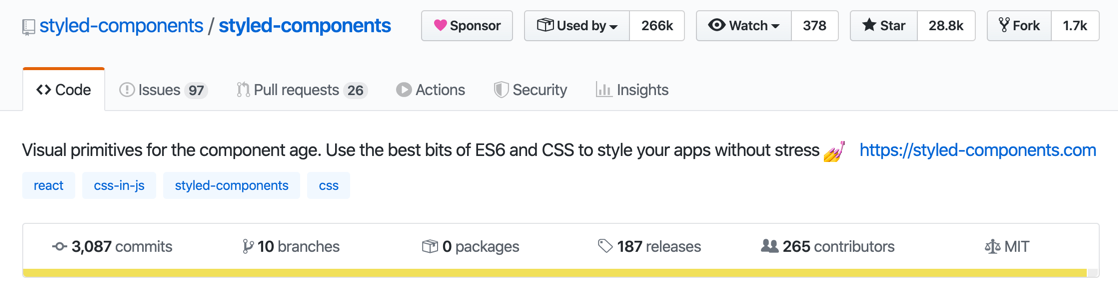 styled-components / styled-components Sponsor Used by 266k Watch 378 Star 28.8k Fork 1.7k
Code Issues 97 Pull requests 26 Actions Security Insights
Visual primitives for the component age. Use the best bits of ES6 and CSS to style your apps without stress 💅 https://styled-components.com
react css-in-js styled-components css
3,087 commits 10 branches 0 packages 187 releases 265 contributors MIT